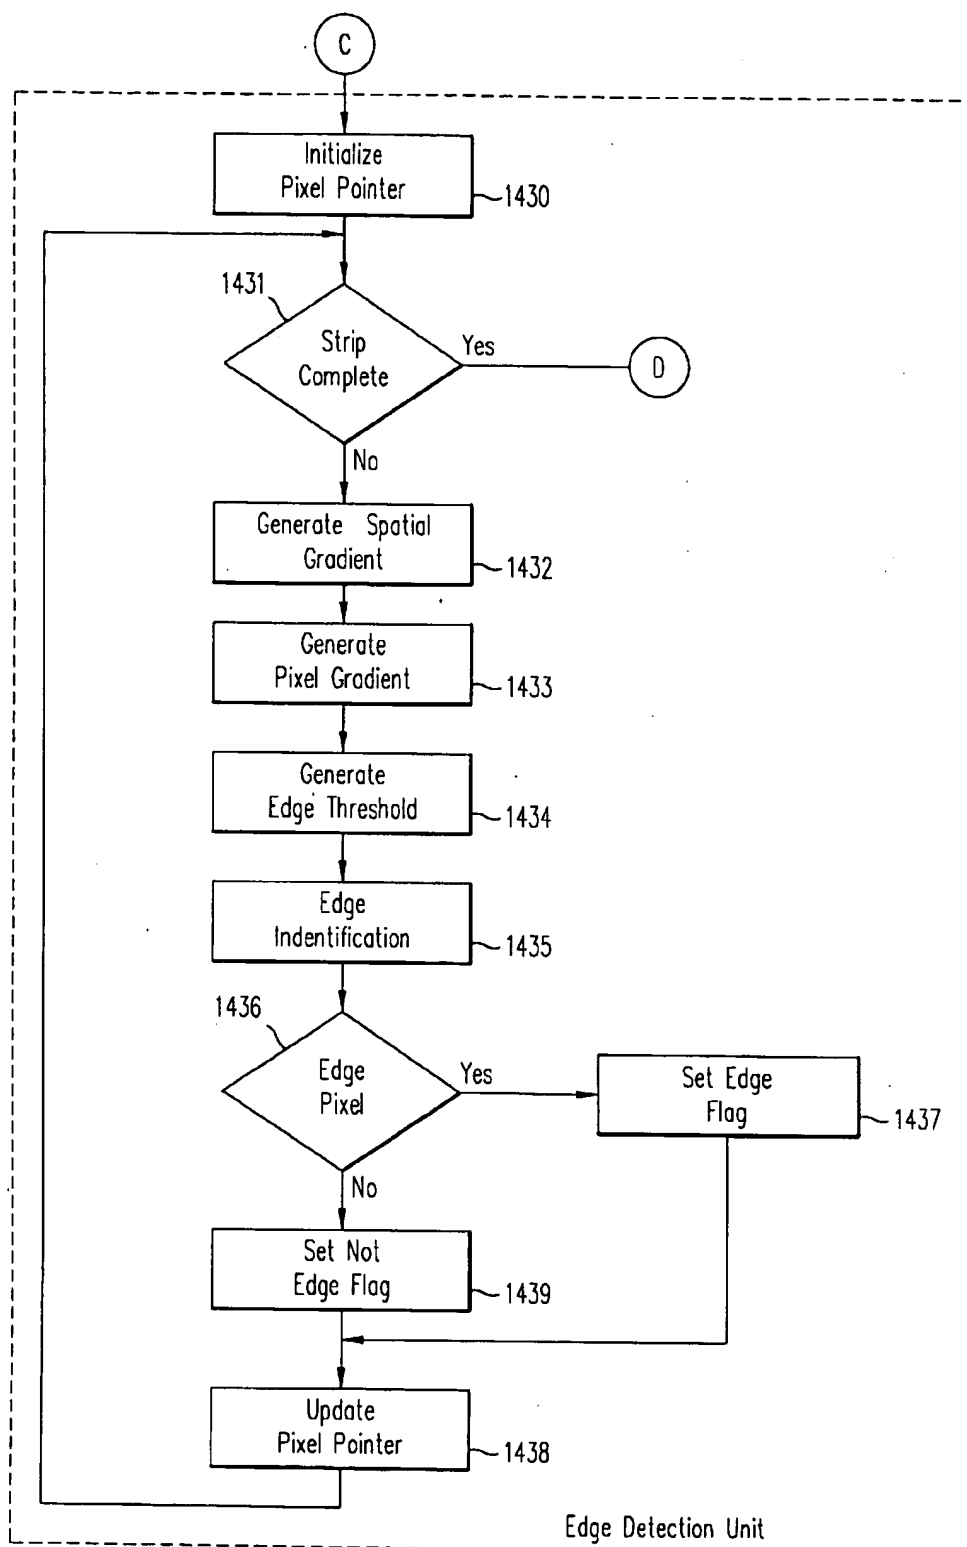 C
Initialize
Pixel Pointer
1430
1431
Strip
Complete
Yes
D
No
Generate Spatial
Gradient
1432
Generate
Pixel Gradient
1433
Generate
Edge Threshold
1434
Edge
Indentification
1435
1436
Edge
Pixel
Yes
Set Edge
Flag
1437
No
Set Not
Edge Flag
1439
Update
Pixel Pointer
1438
Edge Detection Unit